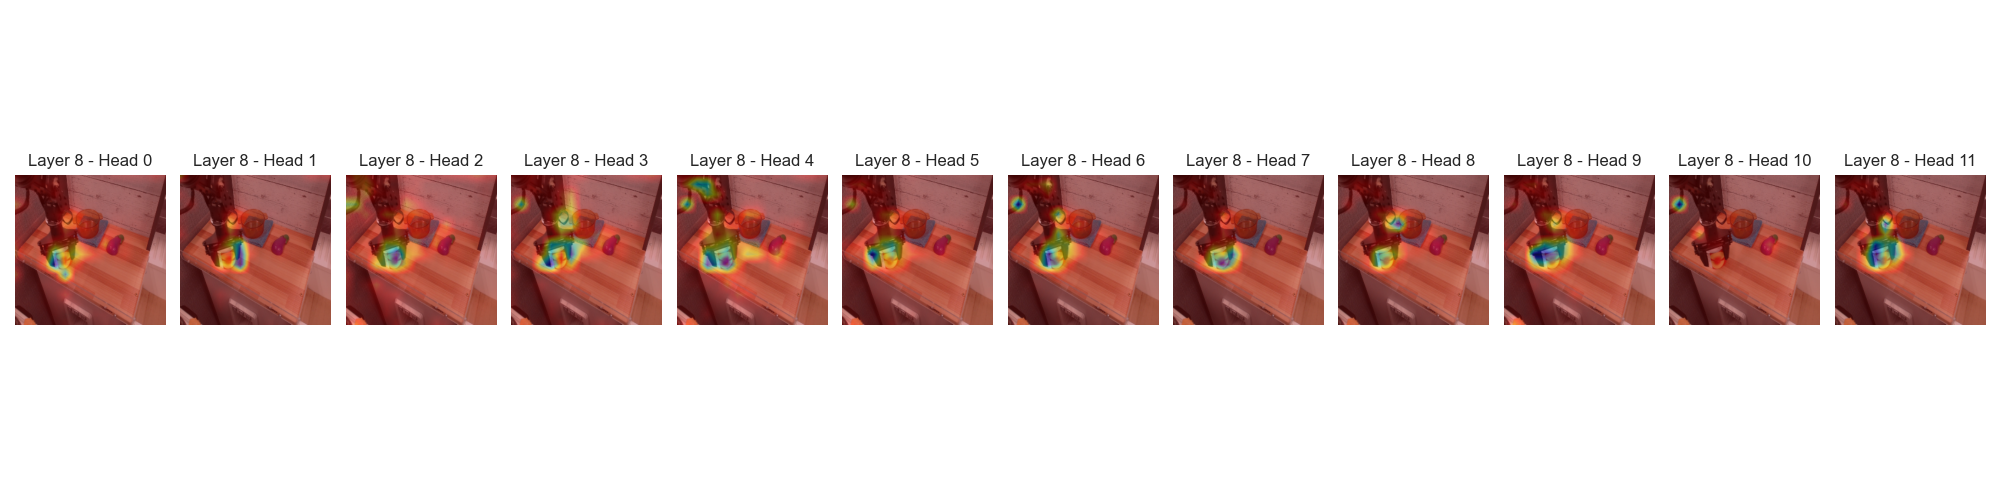 Layer 8 - Head 0
Layer 8 - Head 1
Layer 8 - Head 2
Layer 8 - Head 3
Layer 8 - Head 4
Layer 8 - Head 5
Layer 8 - Head 6
Layer 8 - Head 7
Layer 8 - Head 8
Layer 8 - Head 9
Layer 8 - Head 10
Layer 8 - Head 11